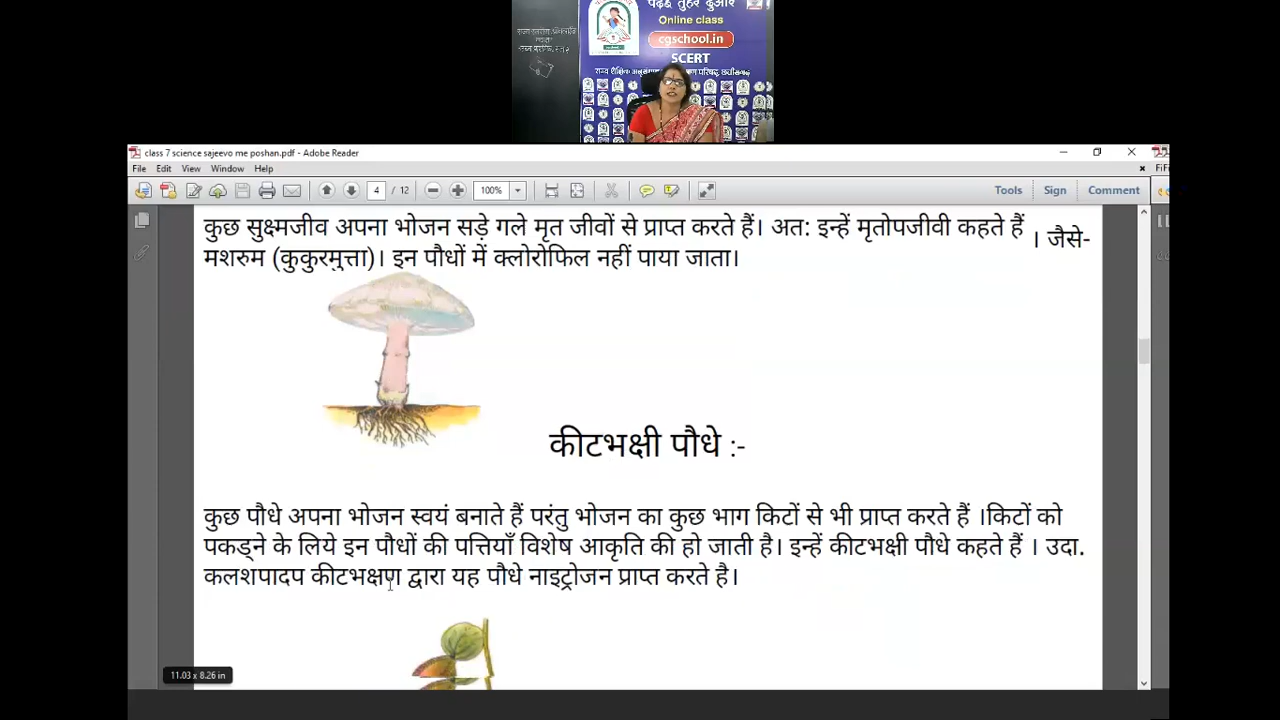 पढ़ई तुहर दुआर
Online class
cgschool.in
SCERT
class 7 science sajeevo me poshan.pdf - Adobe Reader
File Edit View Window Help
4 / 12 100% Tools Sign Comment
कुछ सुक्ष्मजीव अपना भोजन सड़े गले मृत जीवों से प्राप्त करते हैं। अत: इन्हें मृतोपजीवी कहते हैं । जैसे-
मशरुम (कुकुरमुत्ता)। इन पौधों में क्लोरोफिल नहीं पाया जाता।
कीटभक्षी पौधे :-
कुछ पौधे अपना भोजन स्वयं बनाते हैं परंतु भोजन का कुछ भाग किटों से भी प्राप्त करते हैं ।किटों को
पकड्ने के लिये इन पौधों की पत्तियाँ विशेष आकृति की हो जाती है। इन्हें कीटभक्षी पौधे कहते हैं । उदा.
कलशपादप कीटभक्षण द्वारा यह पौधे नाइट्रोजन प्राप्त करते है।
11.03 x 8.26 in